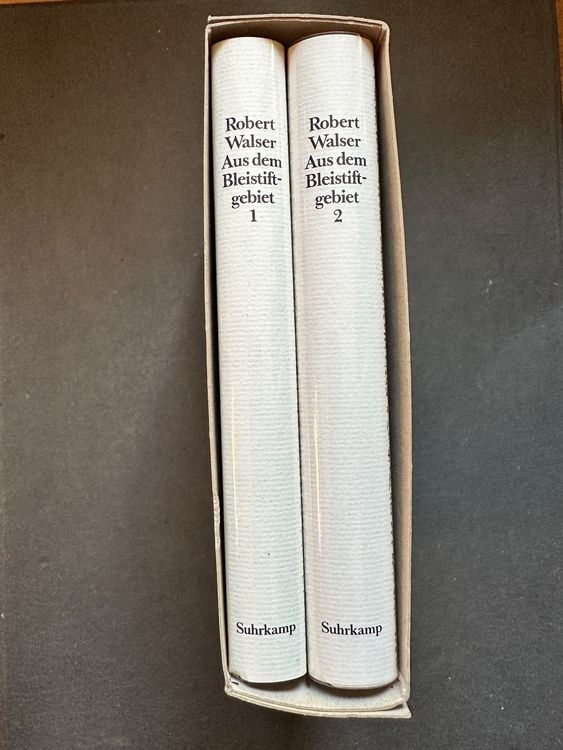 Robert
Walser
Aus dem
Bleistift-
gebiet
1
Suhrkamp
Robert
Walser
Aus dem
Bleistift-
gebiet
2
Suhrkamp